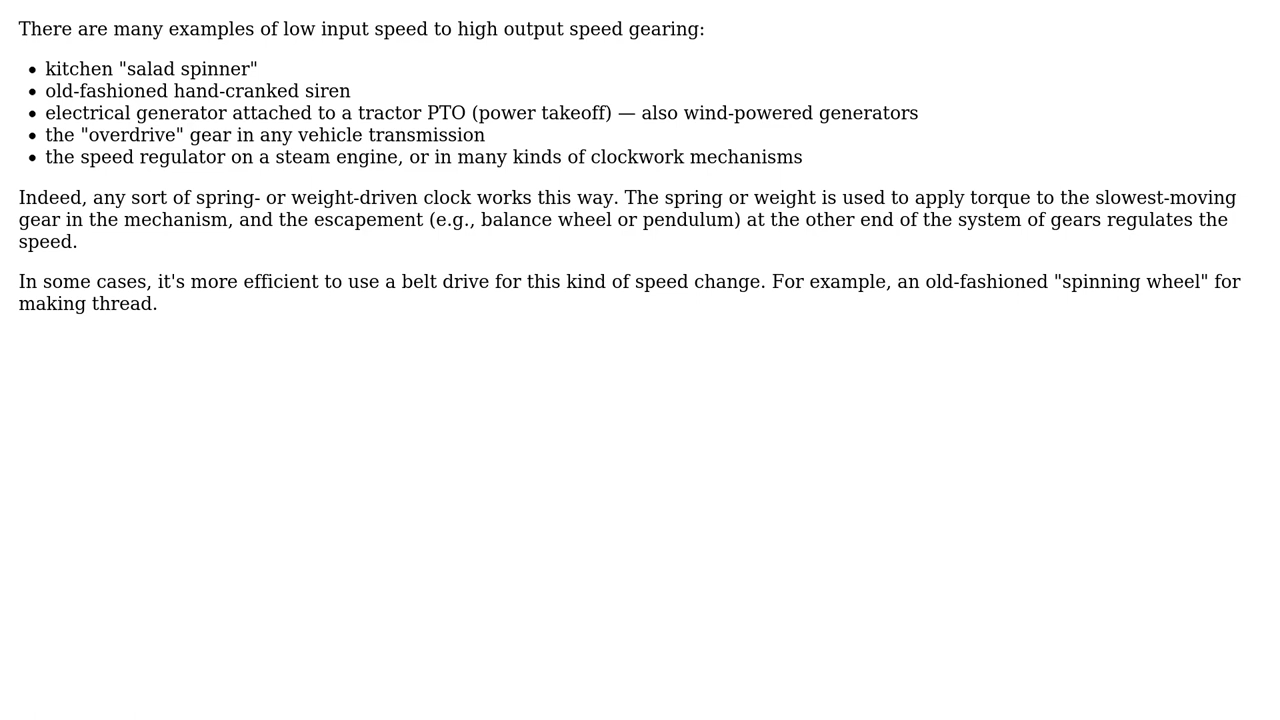 There are many examples of low input speed to high output speed gearing:
• kitchen "salad spinner"
• old-fashioned hand-cranked siren
• electrical generator attached to a tractor PTO (power takeoff) — also wind-powered generators
• the "overdrive" gear in any vehicle transmission
• the speed regulator on a steam engine, or in many kinds of clockwork mechanisms
Indeed, any sort of spring- or weight-driven clock works this way. The spring or weight is used to apply torque to the slowest-moving
gear in the mechanism, and the escapement (e.g., balance wheel or pendulum) at the other end of the system of gears regulates the
speed.
In some cases, it's more efficient to use a belt drive for this kind of speed change. For example, an old-fashioned "spinning wheel" for
making thread.